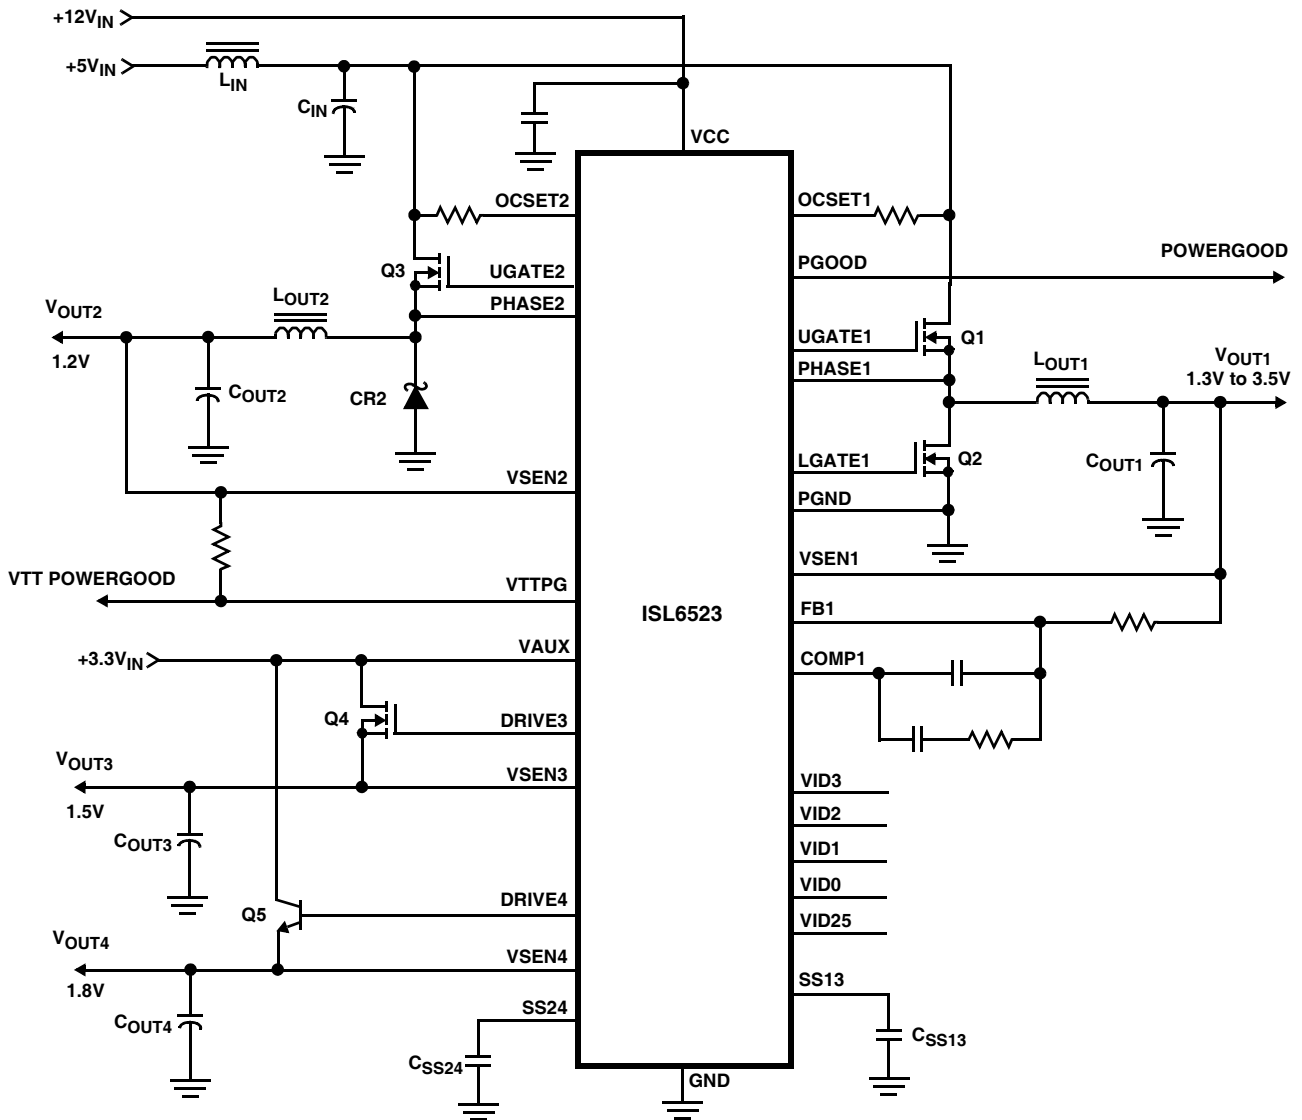 +12VIN
+5VIN
LIN
CIN
VCC
OCSET2
OCSET1
Q3
UGATE2
PGOOD
POWERGOOD
PHASE2
LOUT2
VOUT2
1.2V
COUT2
CR2
UGATE1
Q1
PHASE1
LOUT1
VOUT1
1.3V to 3.5V
LGATE1
Q2
COUT1
PGND
VSEN2
VSEN1
VTT POWERGOOD
VTTPG
ISL6523
FB1
+3.3VIN
VAUX
COMP1
Q4
DRIVE3
VOUT3
1.5V
VSEN3
COUT3
VID3
VID2
VID1
VID0
VID25
Q5
DRIVE4
VOUT4
1.8V
VSEN4
COUT4
SS24
SS13
CSS24
CSS13
GND